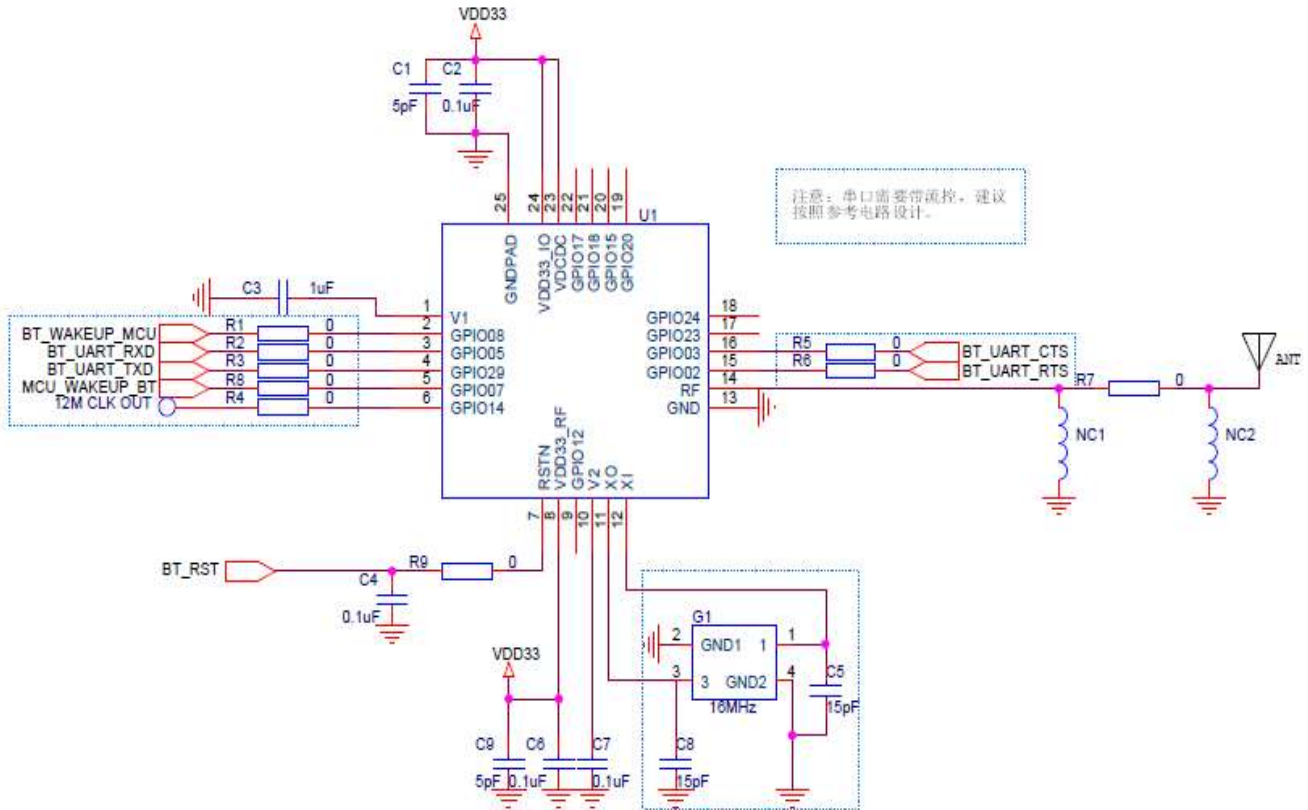 VDD33
C1
C2
5pF
0.1uF
25
24
23
22
21
20
19
U1
GNDPAD
VDD33_IO
VDCDC
GPIO17
GPIO18
GPIO15
GPIO20
注意：串口需要带流控，建议
按照参考电路设计。
C3
1uF
1
V1
BT_WAKEUP_MCU
R1
0
2
GPIO08
BT_UART_RXD
R2
0
3
GPIO05
BT_UART_TXD
R3
0
4
GPIO29
MCU_WAKEUP_BT
R8
0
5
GPIO07
12M CLK OUT
R4
0
6
GPIO14
GPIO24
18
GPIO23
17
GPIO03
16
R5
0
BT_UART_CTS
GPIO02
15
R6
0
BT_UART_RTS
RF
14
R7
0
ANT
GND
13
NC1
NC2
RSTN
VDD33_RF
GPIO12
V2
XO
XI
7
8
9
10
11
12
BT_RST
R9
0
C4
0.1uF
G1
2
GND1
1
1
3
3
GND2
4
16MHz
C5
15pF
VDD33
C9
5pF
C6
0.1uF
C7
0.1uF
C8
15pF